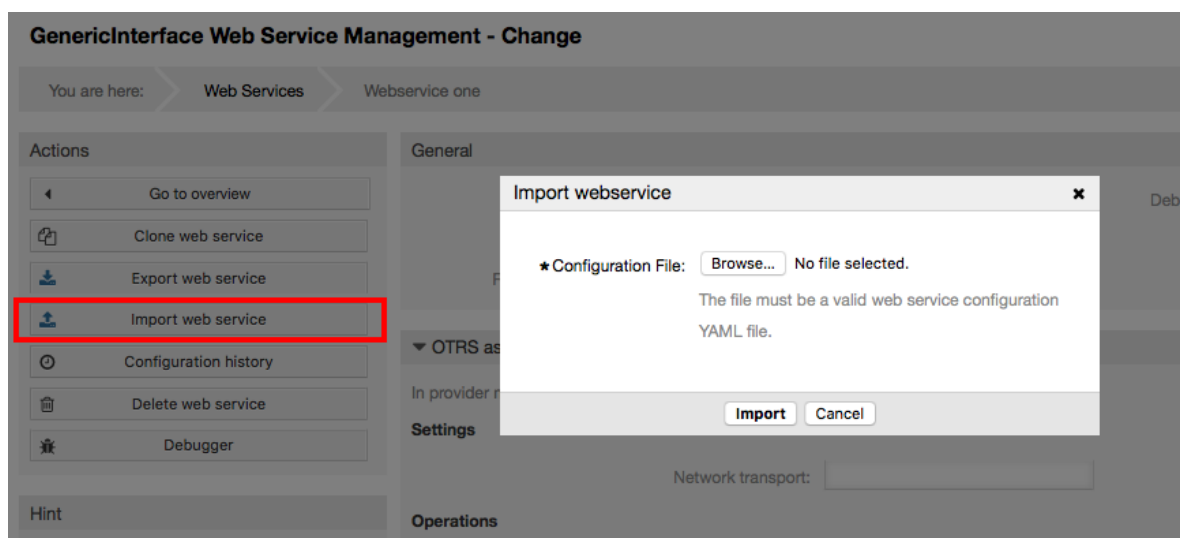 GenericInterface Web Service Management - Change
You are here: Web Services Webservice one
Actions
Go to overview
Clone web service
Export web service
Import web service
Configuration history
Delete web service
Debugger
Hint
General
Deb
Import webservice
* Configuration File: Browse... No file selected.
The file must be a valid web service configuration
YAML file.
Import Cancel
OTRS as
In provider r
Settings
Network transport:
Operations